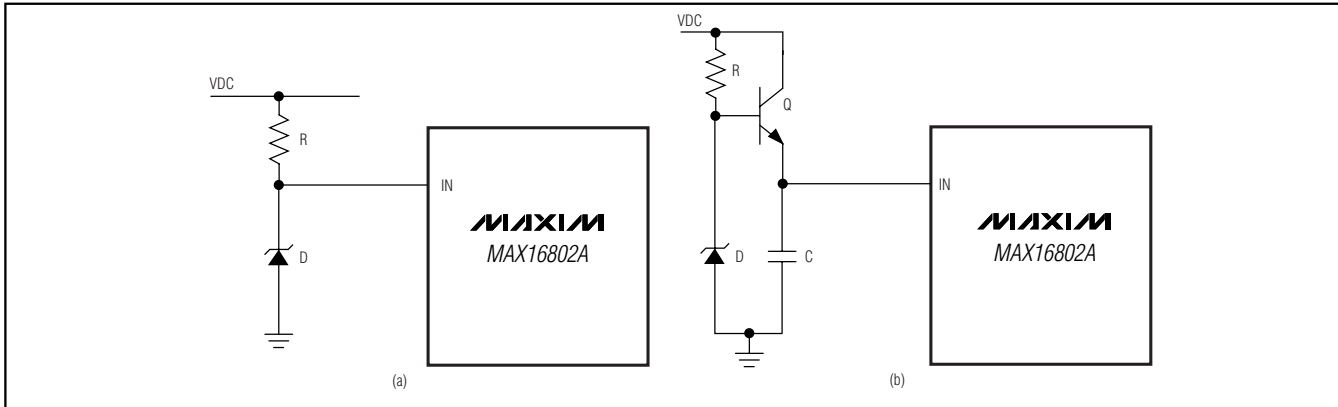 VDC
R
IN
D
MAXIM
MAX16802A
(a)
VDC
R
Q
IN
D
C
MAXIM
MAX16802A
(b)